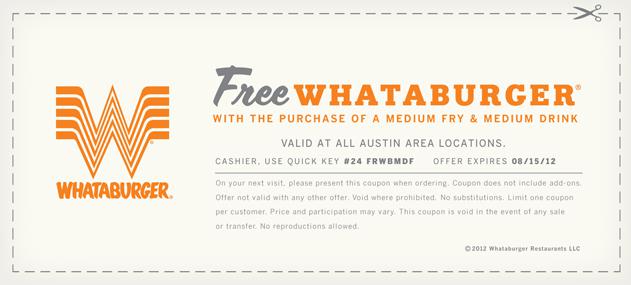 Free WHATABURGER®
WITH THE PURCHASE OF A MEDIUM FRY & MEDIUM DRINK
VALID AT ALL AUSTIN AREA LOCATIONS.
CASHIER, USE QUICK KEY #24 FRWBMDF OFFER EXPIRES 08/15/12
WHATABURGER®
On your next visit, please present this coupon when ordering. Coupon does not include add-ons.
Offer not valid with any other offer. Void where prohibited. No substitutions. Limit one coupon
per customer. Price and participation may vary. This coupon is void in the event of any sale
or transfer. No reproductions allowed.
©2012 Whataburger Restaurants LLC